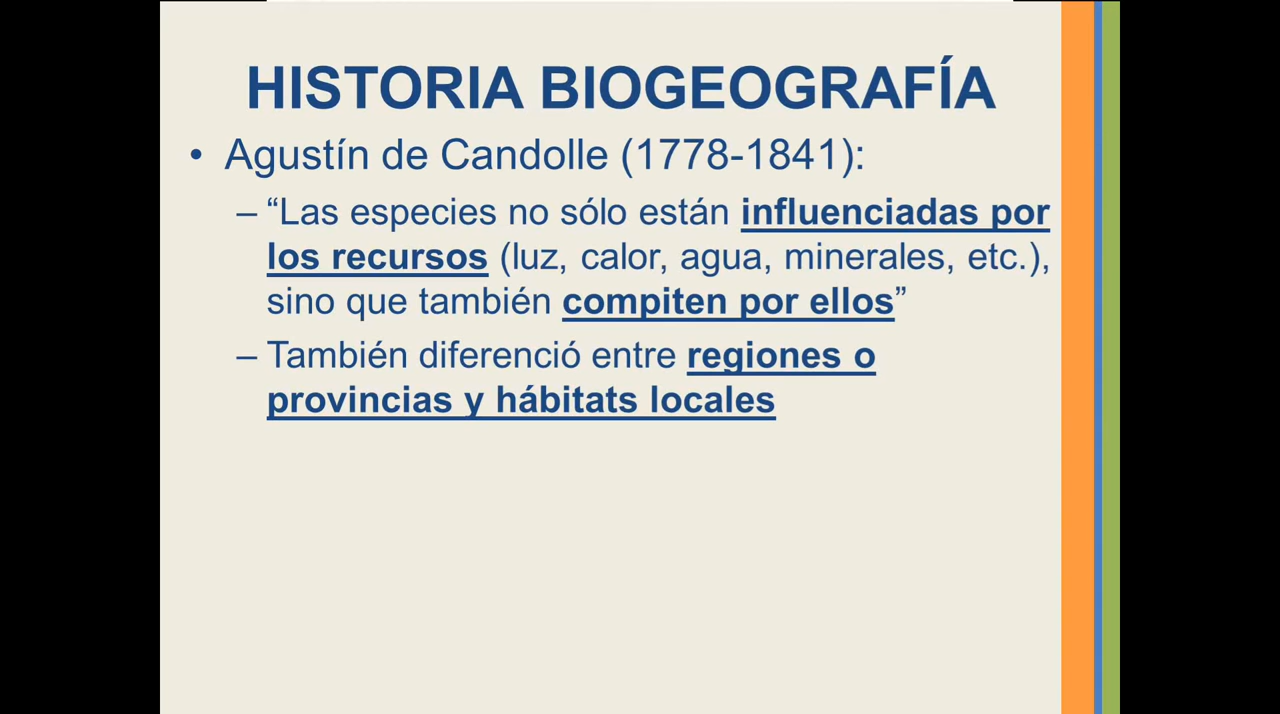 HISTORIA BIOGEOGRAFÍA
• Agustín de Candolle (1778-1841):
– “Las especies no sólo están influenciadas por
los recursos (luz, calor, agua, minerales, etc.),
sino que también compiten por ellos”
– También diferenció entre regiones o
provincias y hábitats locales